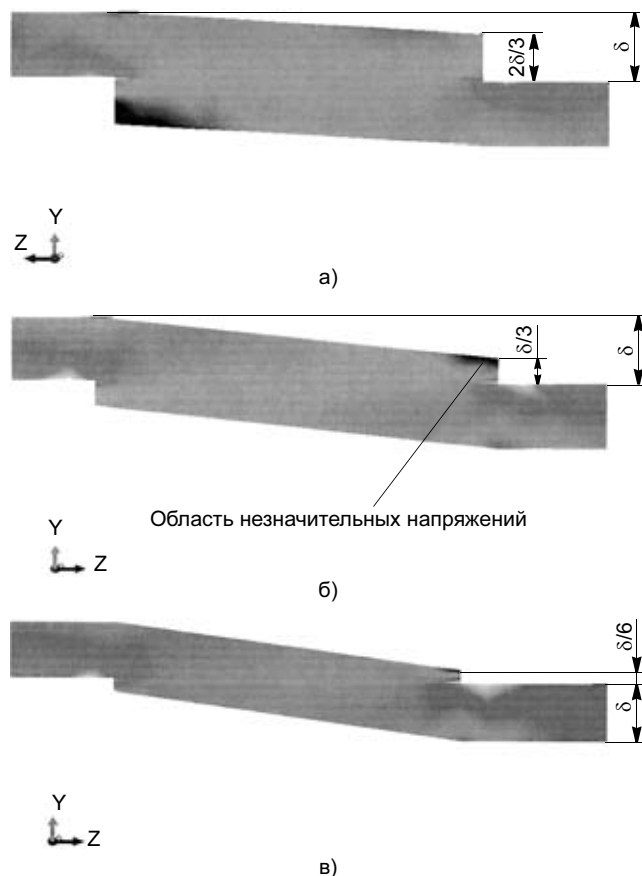 2δ/3
δ
Y
Z
а)
δ/3
δ
Область незначительных напряжений
Y
Z
б)
δ/6
δ
Y
Z
в)